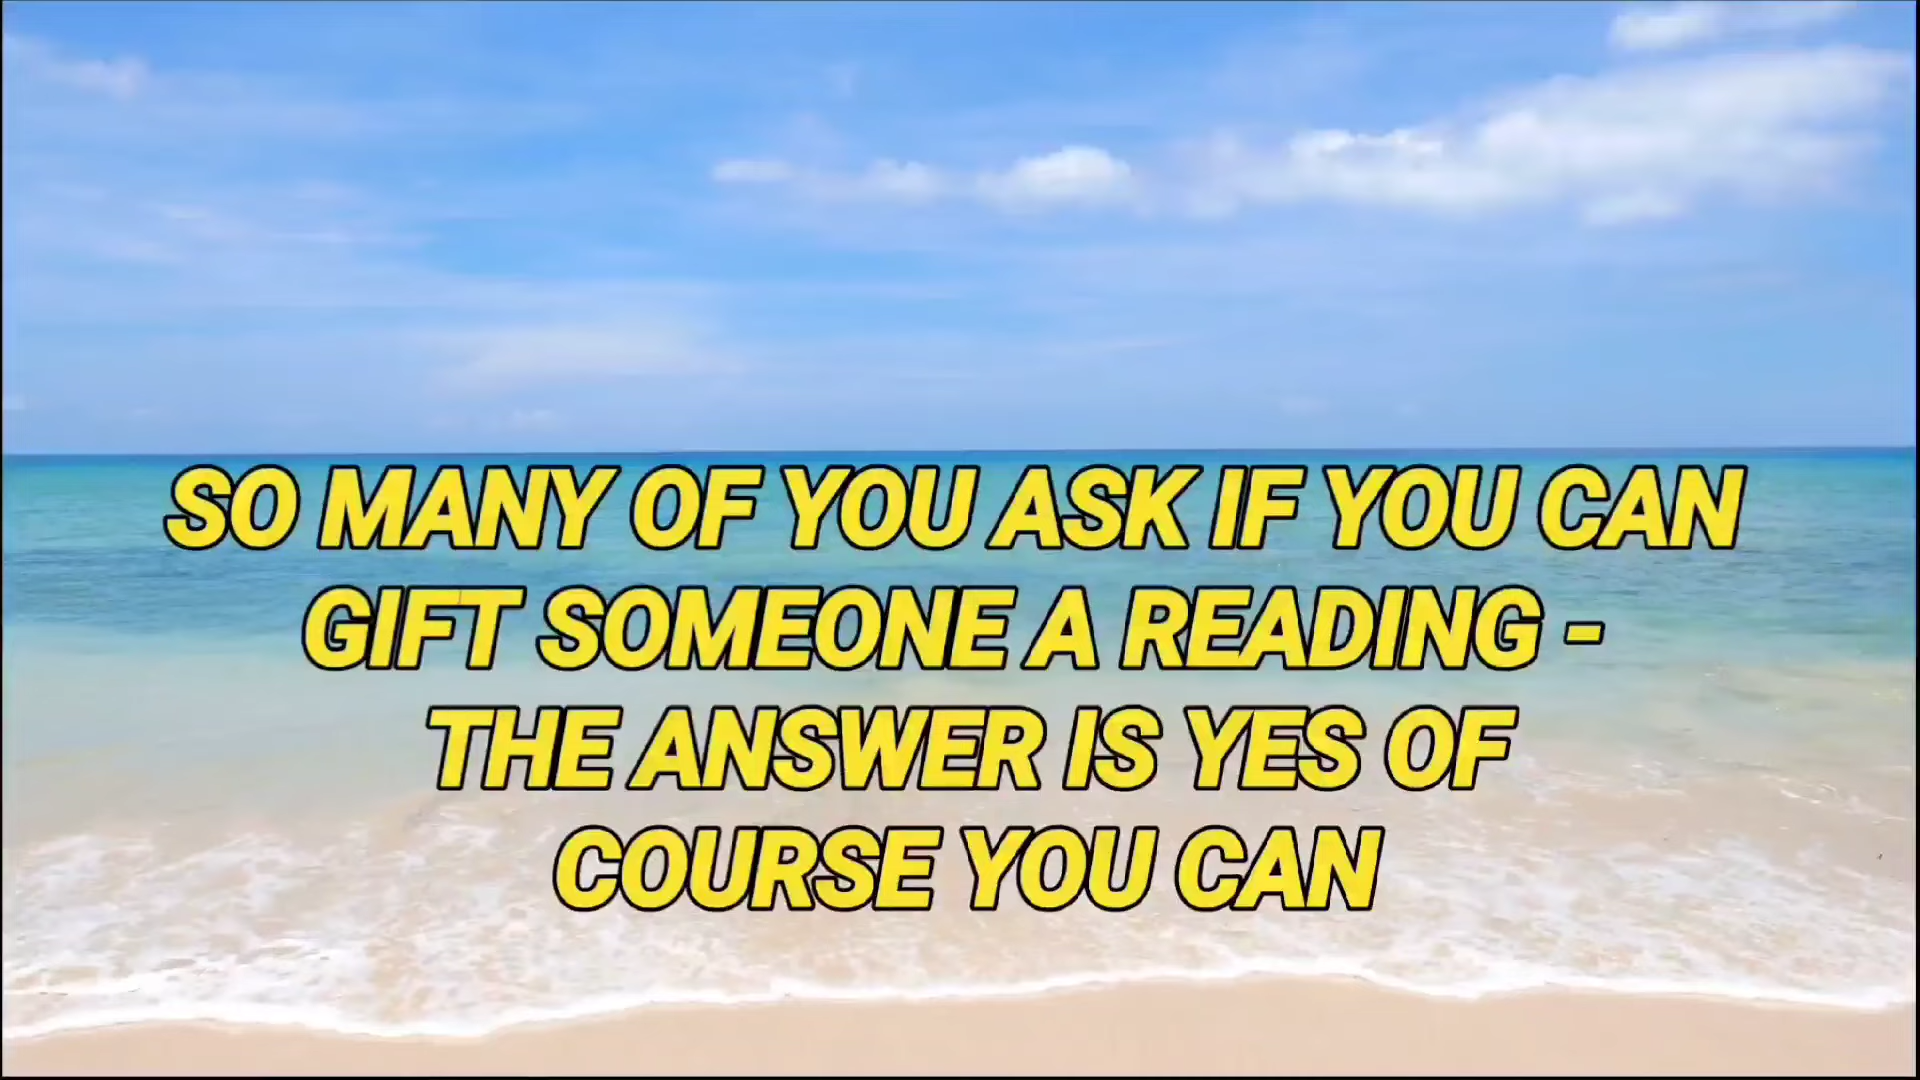 SO MANY OF YOU ASK IF YOU CAN
GIFT SOMEONE A READING -
THE ANSWER IS YES OF
COURSE YOU CAN